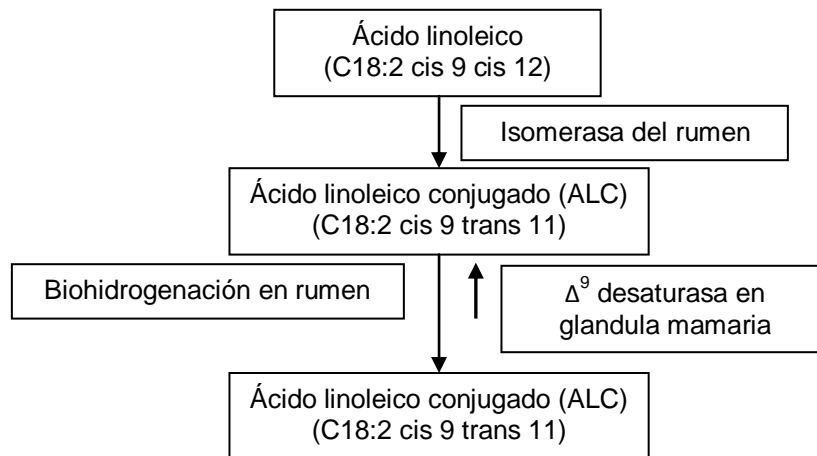 Ácido linoleico
(C18:2 cis 9 cis 12)
Isomerasa del rumen
Ácido linoleico conjugado (ALC)
(C18:2 cis 9 trans 11)
Biohidrogenación en rumen
Δ⁹ desaturasa en
glandula mamaria
Ácido linoleico conjugado (ALC)
(C18:2 cis 9 trans 11)